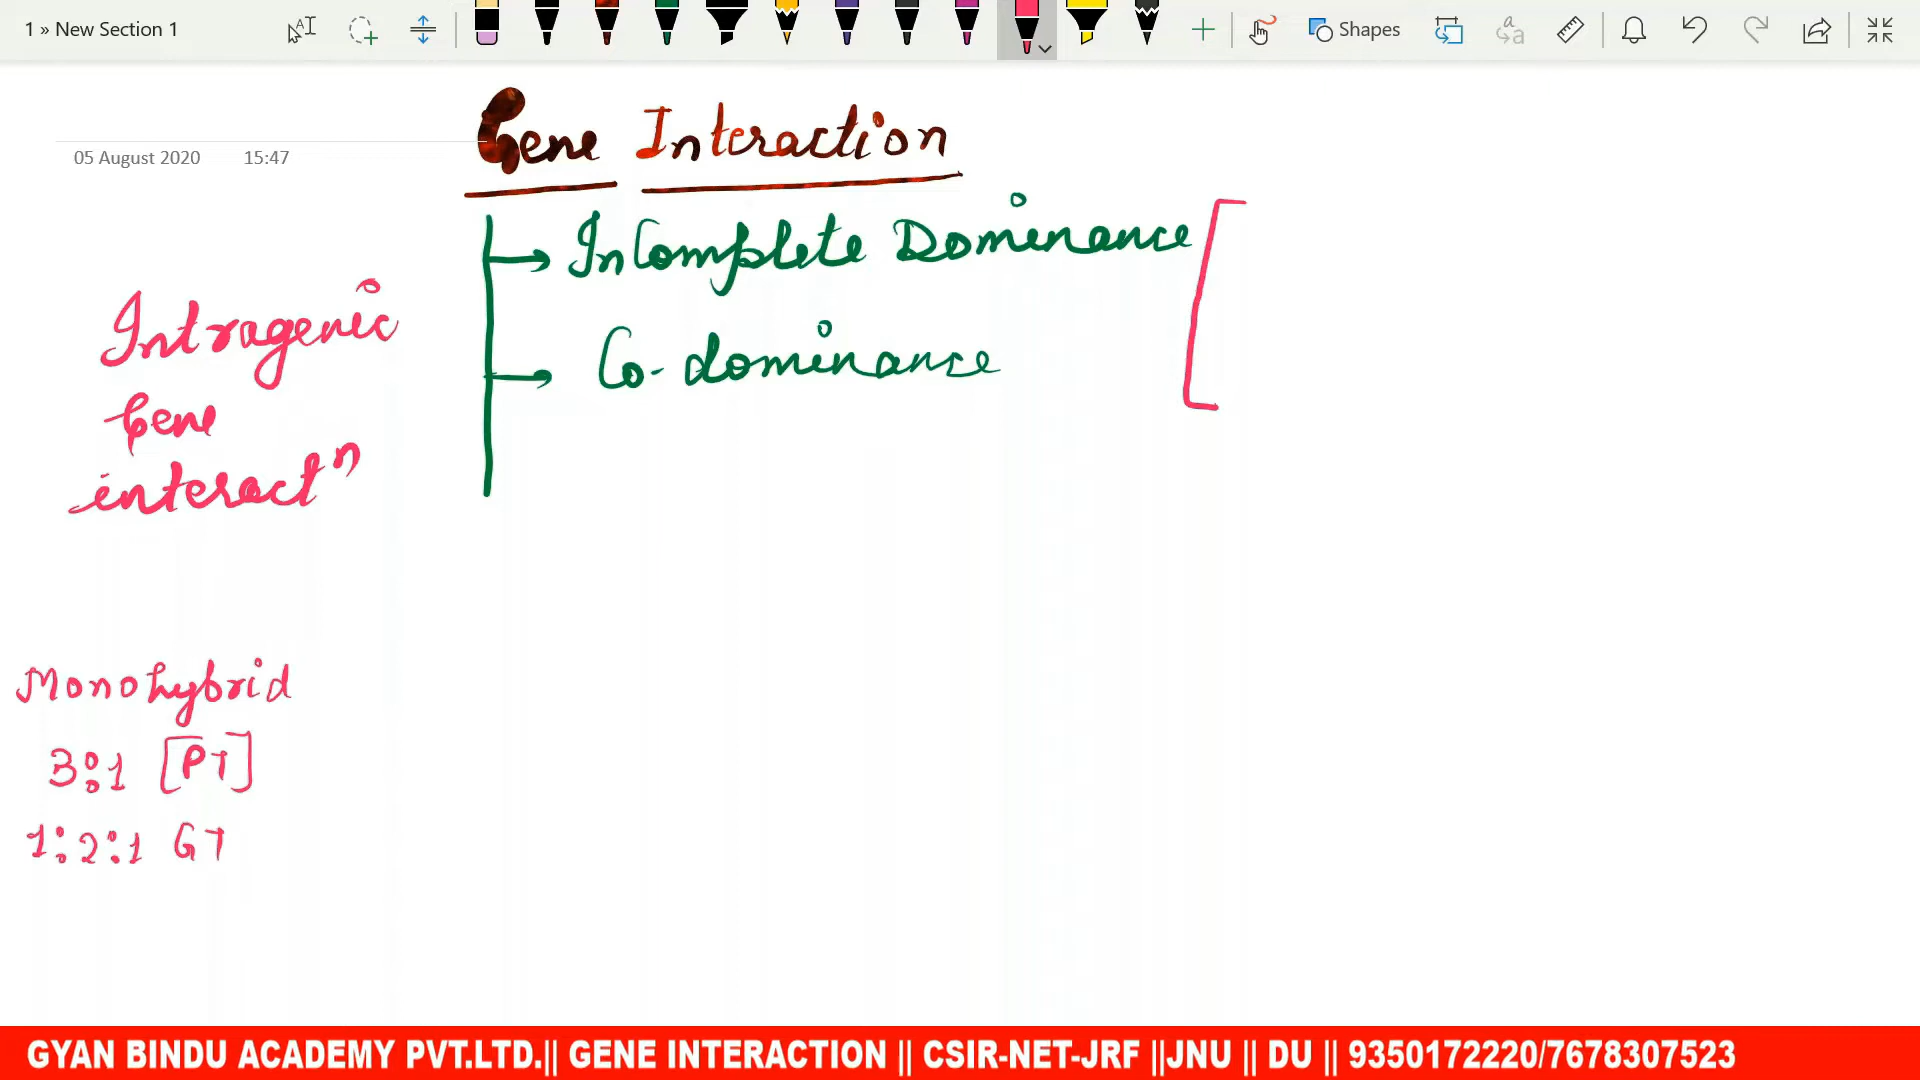 1 » New Section 1
Shapes
Gene Interaction
05 August 2020 15:47
InComplete Dominance
Co-dominance
Intragenic
Gene
interactⁿ
Monohybrid
3:1 [PT]
1:2:1 GT
GYAN BINDU ACADEMY PVT.LTD.|| GENE INTERACTION || CSIR-NET-JRF ||JNU || DU || 9350172220/7678307523